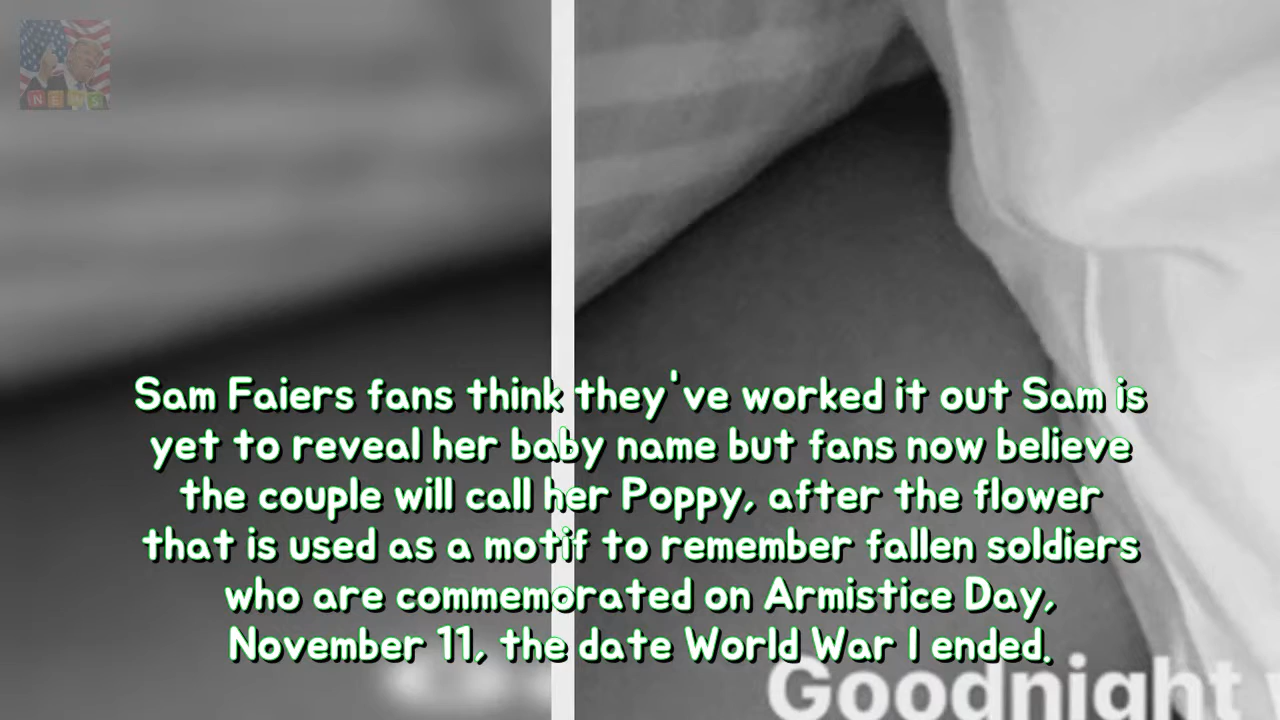 NEWS
Sam Faiers fans think they've worked it out Sam is
yet to reveal her baby name but fans now believe
the couple will call her Poppy, after the flower
that is used as a motif to remember fallen soldiers
who are commemorated on Armistice Day,
November 11, the date World War I ended.
Goodnight